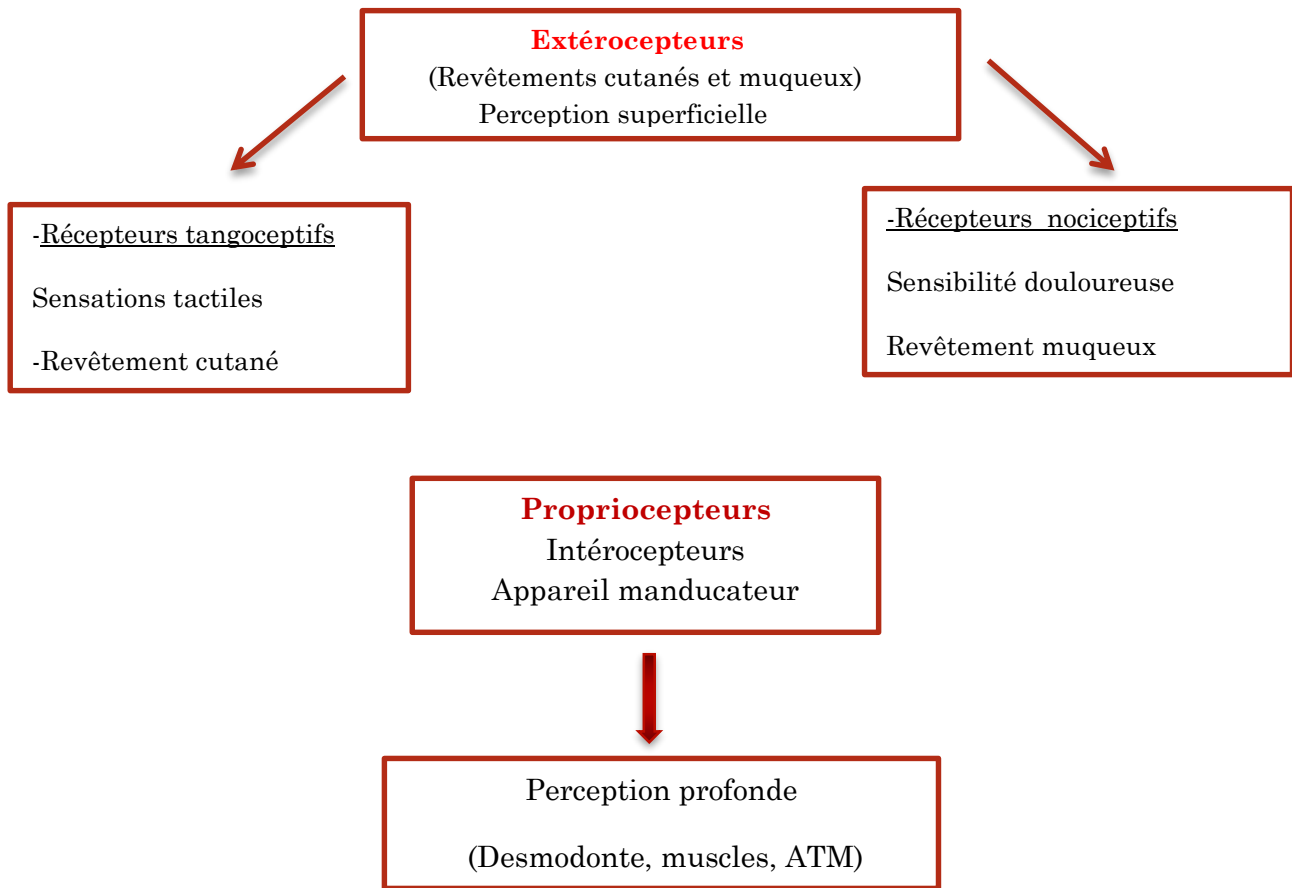 Extérocepteurs
(Revêtements cutanés et muqueux)
Perception superficielle
-Récepteurs tangoceptifs
Sensations tactiles
-Revêtement cutané
-Récepteurs nociceptifs
Sensibilité douloureuse
Revêtement muqueux
Propriocepteurs
Intérocepteurs
Appareil manducateur
Perception profonde
(Desmodonte, muscles, ATM)